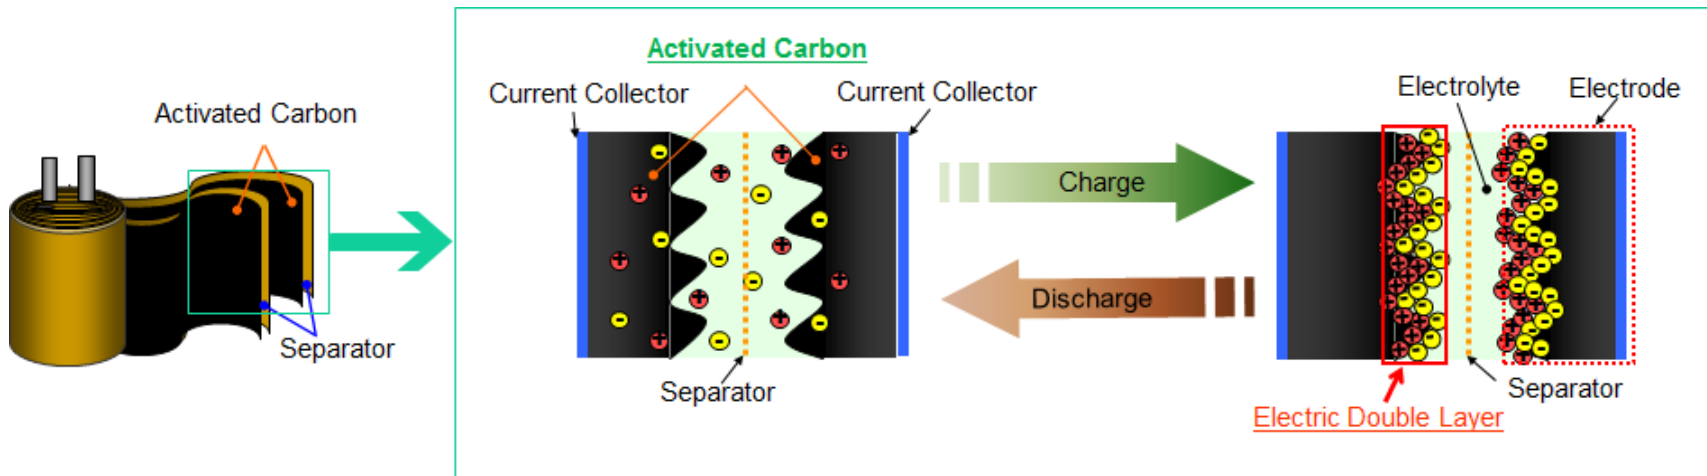 Activated Carbon
Separator
Activated Carbon
Current Collector
Current Collector
Separator
Charge
Discharge
Electrolyte
Electrode
Separator
Electric Double Layer